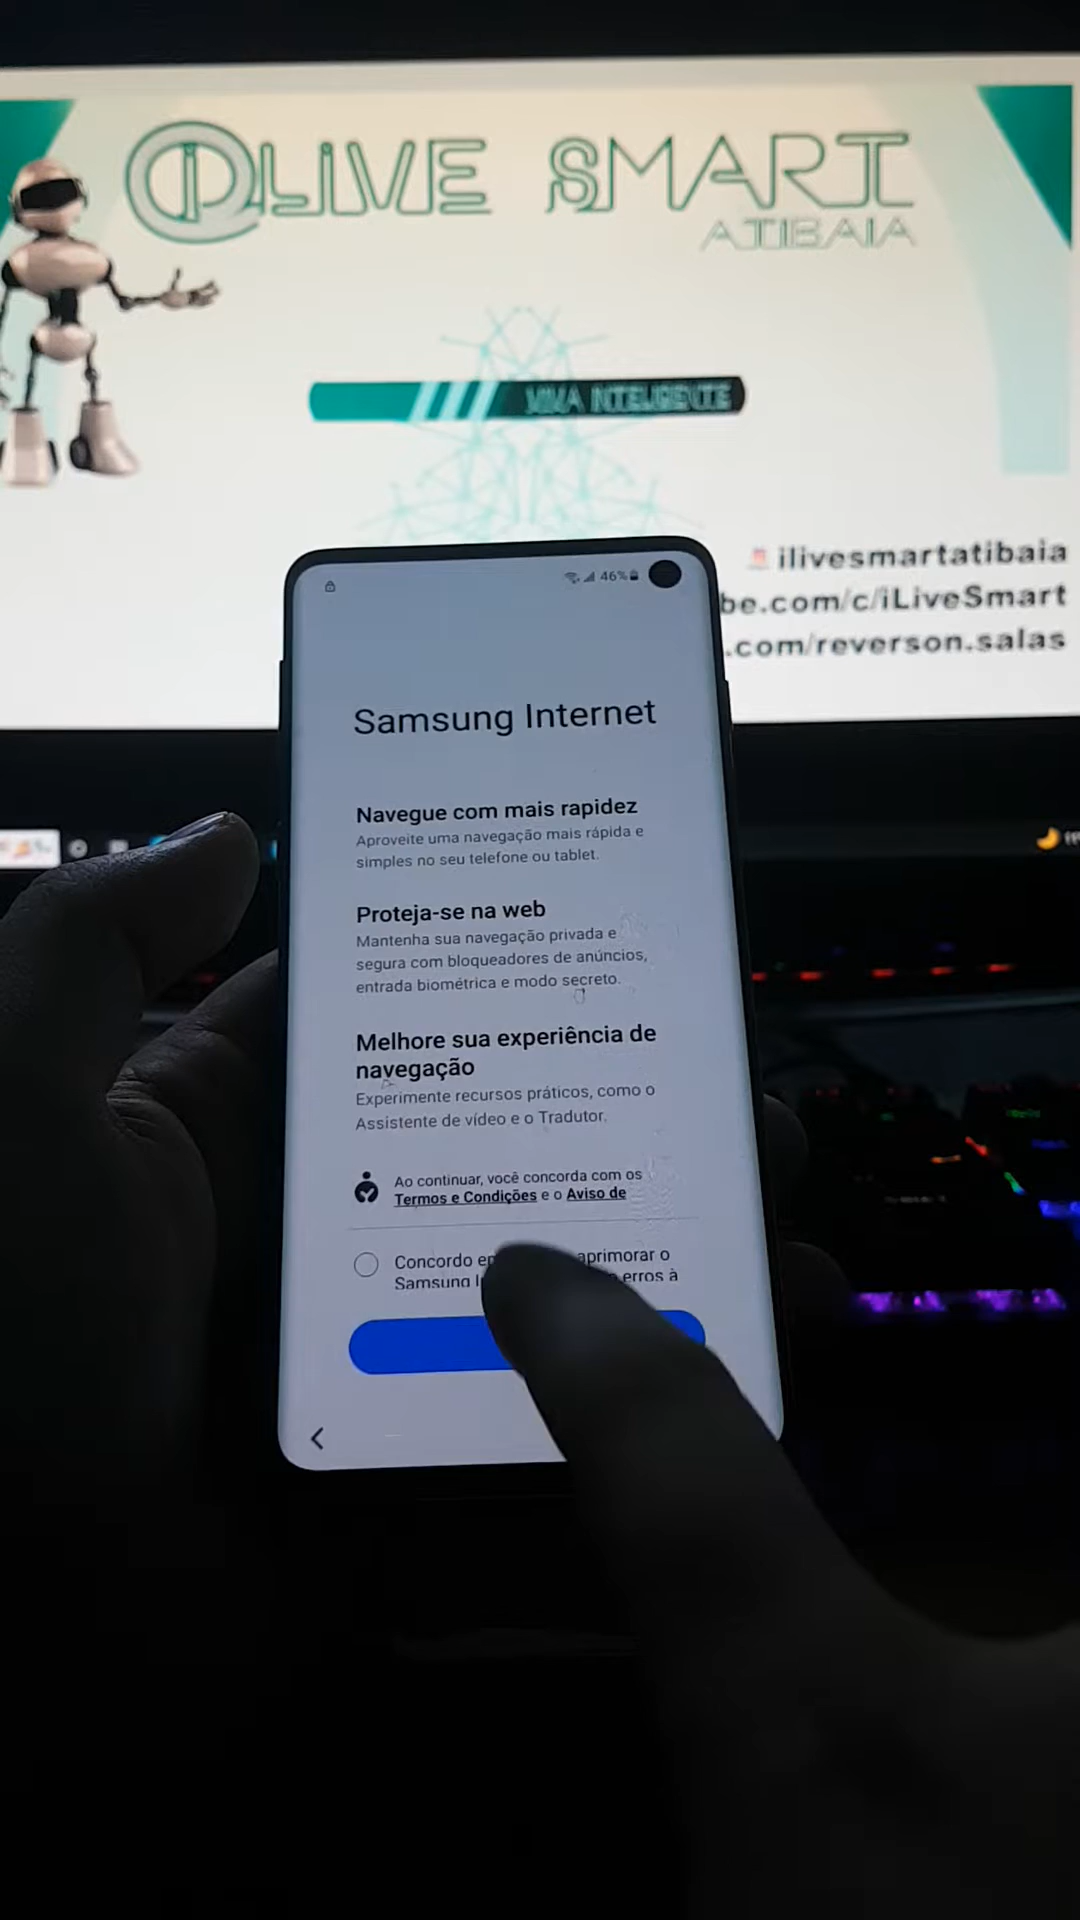 iLIVE SMART
ATIBAIA
VIVA INTELIGENTE
ilivesmartatibaia
be.com/c/iLiveSmart
.com/reverson.salas
46%
Samsung Internet
Navegue com mais rapidez
Aproveite uma navegação mais rápida e
simples no seu telefone ou tablet.
Proteja-se na web
Mantenha sua navegação privada e
segura com bloqueadores de anúncios,
entrada biométrica e modo secreto.
Melhore sua experiência de
navegação
Experimente recursos práticos, como o
Assistente de vídeo e o Tradutor.
Ao continuar, você concorda com os
Termos e Condições e o Aviso de
Concordo aprimorar o
Samsung erros à